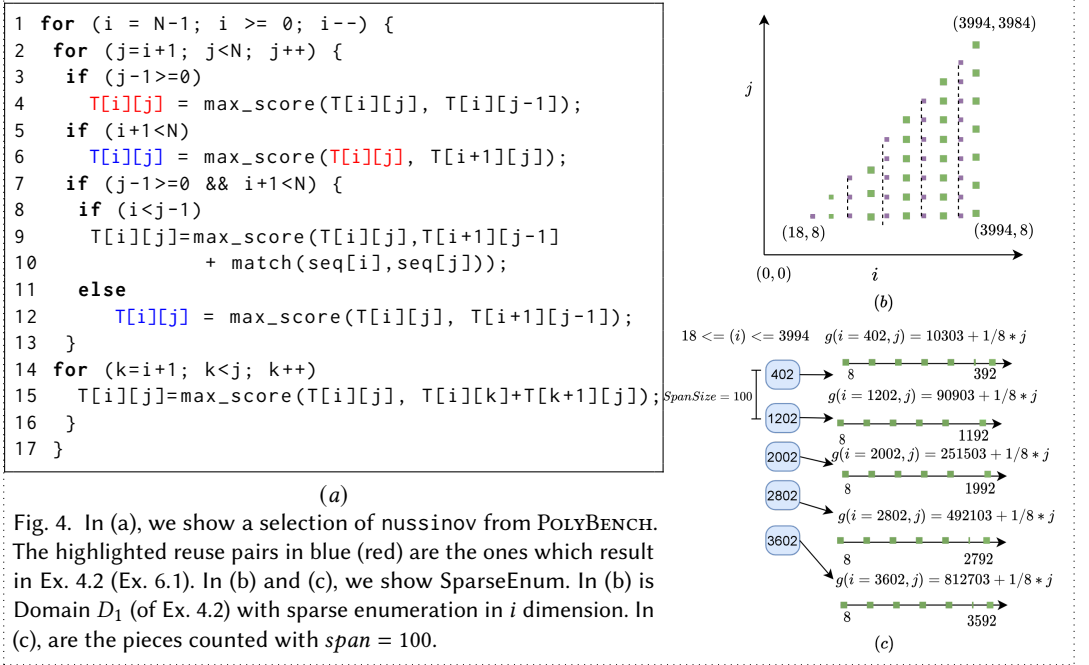 1 for (i = N-1; i >= 0; i--) {
2 for (j=i+1; j<N; j++) {
3 if (j-1>=0)
4 T[i][j] = max_score(T[i][j], T[i][j-1]);
5 if (i+1<N)
6 T[i][j] = max_score(T[i][j], T[i+1][j]);
7 if (j-1>=0 && i+1<N) {
8 if (i<j-1)
9 T[i][j]=max_score(T[i][j],T[i+1][j-1]
10 + match(seq[i],seq[j]));
11 else
12 T[i][j] = max_score(T[i][j], T[i+1][j-1]);
13 }
14 for (k=i+1; k<j; k++)
15 T[i][j]=max_score(T[i][j], T[i][k]+T[k+1][j]);
16 }
17 }
(a)
Fig. 4. In (a), we show a selection of nussinov from PolyBench.
The highlighted reuse pairs in blue (red) are the ones which result
in Ex. 4.2 (Ex. 6.1). In (b) and (c), we show SparseEnum. In (b) is
Domain D₁ (of Ex. 4.2) with sparse enumeration in i dimension. In
(c), are the pieces counted with span = 100.
(3994, 3984)
j
(18, 8)
(3994, 8)
(0, 0)
i
(b)
18 <= (i) <= 3994
g(i = 402, j) = 10303 + 1/8 * j
402
8
392
SpanSize = 100
g(i = 1202, j) = 90903 + 1/8 * j
1202
8
1192
2002
g(i = 2002, j) = 251503 + 1/8 * j
8
1992
2802
g(i = 2802, j) = 492103 + 1/8 * j
8
2792
3602
g(i = 3602, j) = 812703 + 1/8 * j
8
3592
(c)